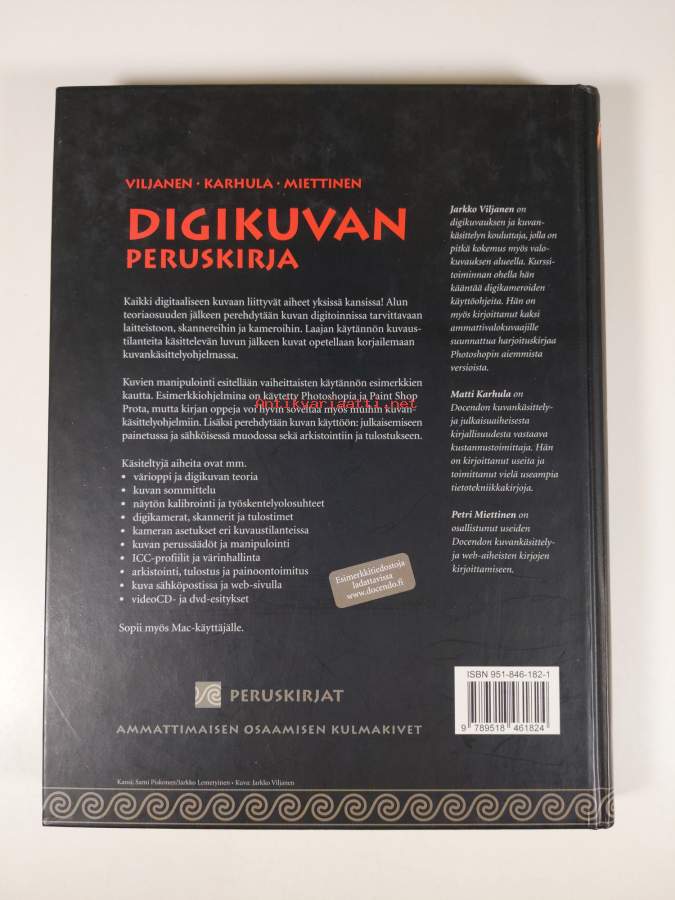 VILJANEN · KARHULA · MIETTINEN
DIGIKUVAN
PERUSKIRJA
Kaikki digitaaliseen kuvaan liittyvät aiheet yksissä kansissa! Alun
teoriaosuuden jälkeen perehdytään kuvan digitoinnissa tarvittavaan
laitteistoon, skannereihin ja kameroihin. Laajan käytännön kuvaus-
tilanteita käsittelevän luvun jälkeen kuvat opetellaan korjailemaan
kuvankäsittelyohjelmassa.
Kuvien manipulointi esitellään vaiheittaisten käytännön esimerkkien
kautta. Esimerkkiohjelmina on käytetty Photoshopia ja Paint Shop
Prota, mutta kirjan oppeja voi hyvin soveltaa myös muihin kuvan-
käsittelyohjelmiin. Lisäksi perehdytään kuvan käyttöön: julkaisemiseen
painetussa ja sähköisessä muodossa sekä arkistointiin ja tulostukseen.
antikvariaatti.net
Käsiteltyjä aiheita ovat mm.
• värioppi ja digikuvan teoria
• kuvan sommittelu
• näytön kalibrointi ja työskentelyolosuhteet
• digikamerat, skannerit ja tulostimet
• kameran asetukset eri kuvaustilanteissa
• kuvan perussäädöt ja manipulointi
• ICC-profiilit ja värinhallinta
• arkistointi, tulostus ja painoontoimitus
• kuva sähköpostissa ja web-sivulla
• videoCD- ja dvd-esitykset
Sopii myös Mac-käyttäjälle.
Esimerkkitiedostoja
ladattavissa
www.docendo.fi
Jarkko Viljanen on
digikuvauksen ja kuvan-
käsittelyn kouluttaja, jolla on
pitkä kokemus myös valo-
kuvauksen alueella. Kurssi-
toiminnan ohella hän
kääntää digikameroiden
käyttöohjeita. Hän on
myös kirjoittanut kaksi
ammattivalokuvaajille
suunnattua harjoituskirjaa
Photoshopin aiemmista
versioista.
Matti Karhula on
Docendon kuvankäsittely-
ja julkaisuaiheisesta
kirjallisuudesta vastaava
kustannustoimittaja. Hän
on kirjoittanut useita ja
toimittanut vielä useampia
tietotekniikkakirjoja.
Petri Miettinen on
osallistunut useiden
Docendon kuvankäsittely-
ja web-aiheisten kirjojen
kirjoittamiseen.
PERUSKIRJAT
AMMATTIMAISEN OSAAMISEN KULMAKIVET
ISBN 951-846-182-1
9 789518 461824
Kansi: Sami Piskonen/Jarkko Lemetyinen • Kuva: Jarkko Viljanen